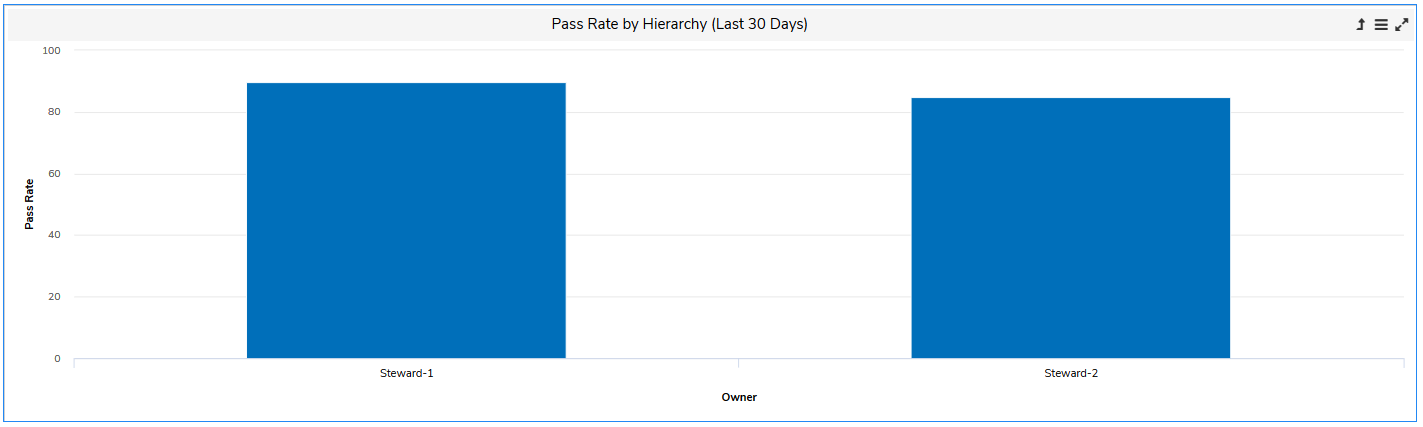 Pass Rate by Hierarchy (Last 30 Days)
100
80
60
40
20
0
Pass Rate
Steward-1
Steward-2
Owner